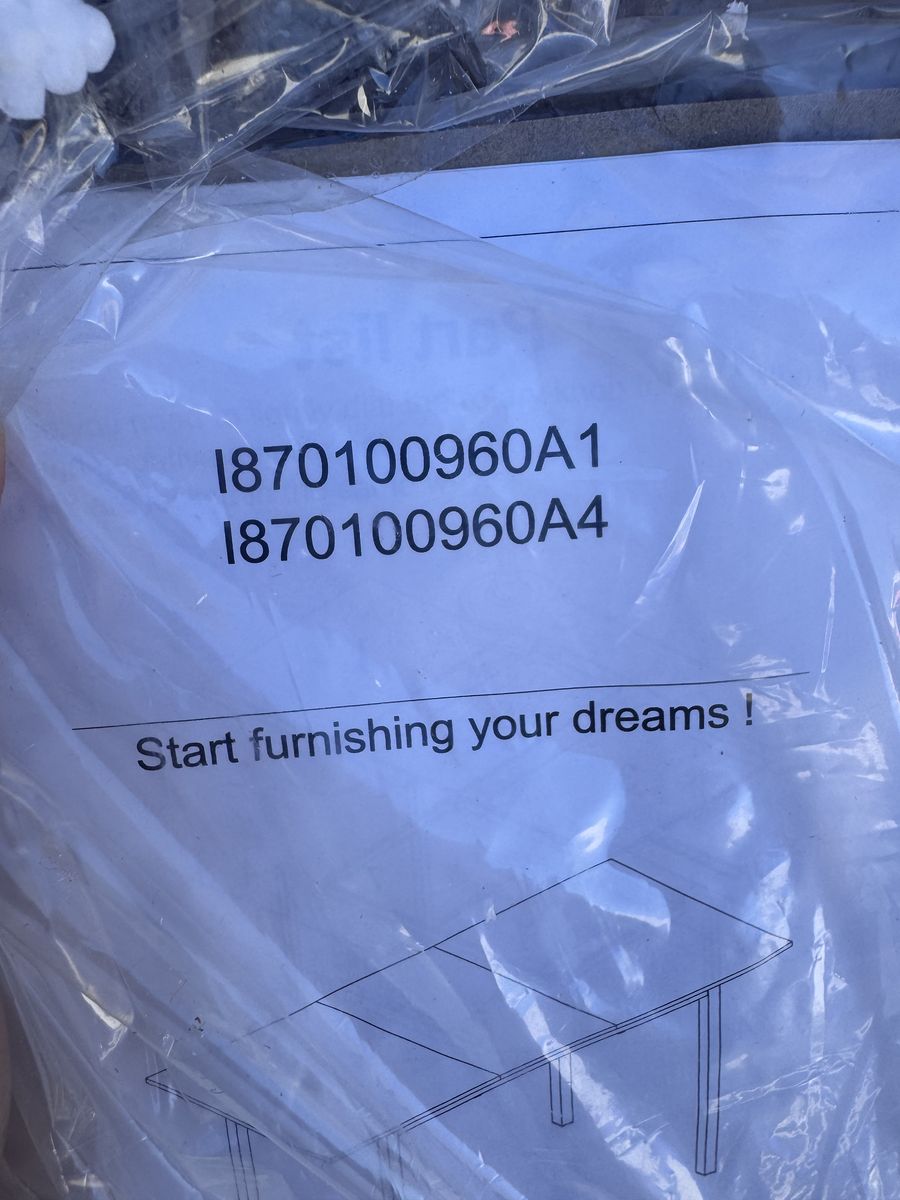 I870100960A1
I870100960A4
Start furnishing your dreams !